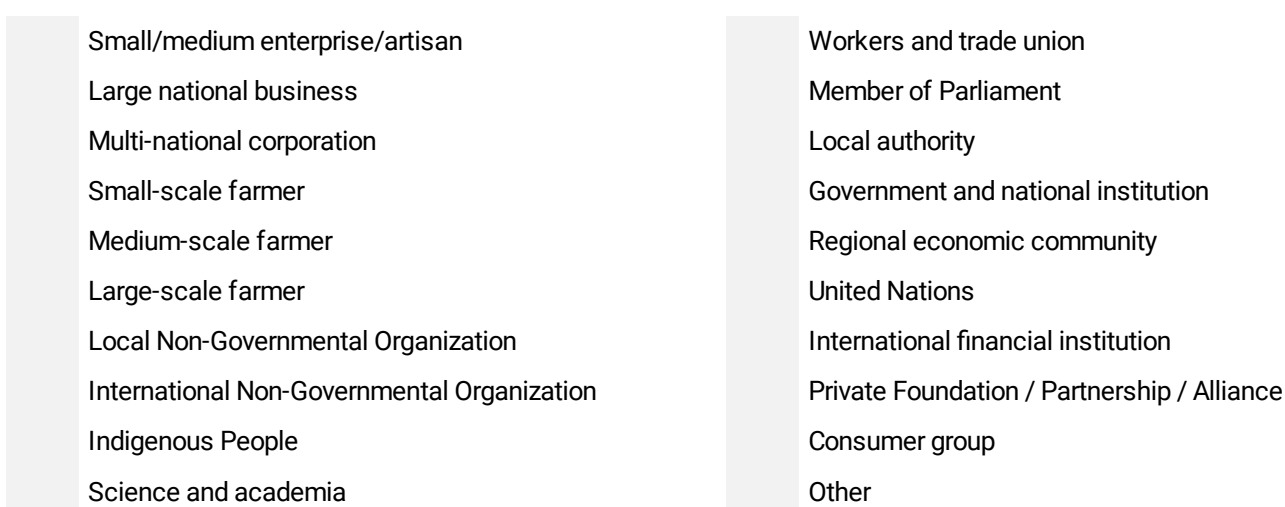 Small/medium enterprise/artisan
Large national business
Multi-national corporation
Small-scale farmer
Medium-scale farmer
Large-scale farmer
Local Non-Governmental Organization
International Non-Governmental Organization
Indigenous People
Science and academia
Workers and trade union
Member of Parliament
Local authority
Government and national institution
Regional economic community
United Nations
International financial institution
Private Foundation / Partnership / Alliance
Consumer group
Other